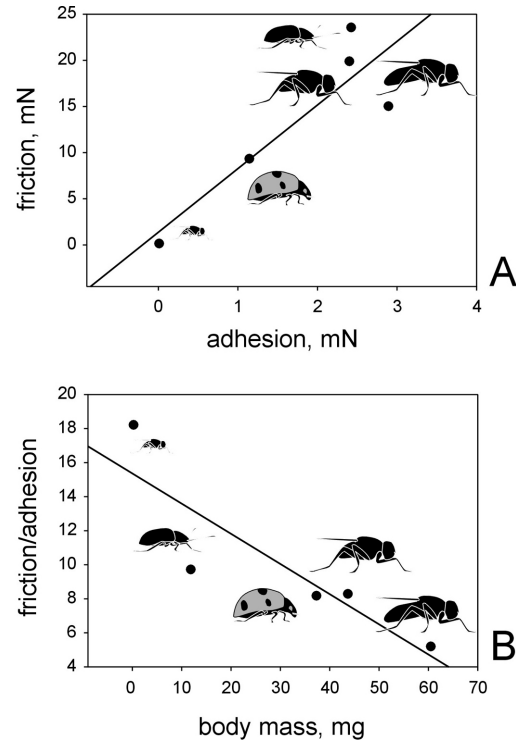 25
20
15
10
5
0
friction, mN
0 1 2 3 4
adhesion, mN
A
20
18
16
14
12
10
8
6
4
friction/adhesion
0 10 20 30 40 50 60 70
body mass, mg
B